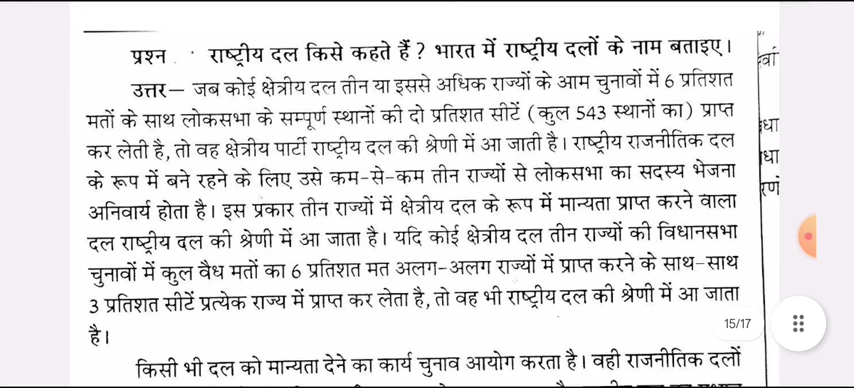 प्रश्न . राष्ट्रीय दल किसे कहते हैं ? भारत में राष्ट्रीय दलों के नाम बताइए।
उत्तर— जब कोई क्षेत्रीय दल तीन या इससे अधिक राज्यों के आम चुनावों में 6 प्रतिशत
मतों के साथ लोकसभा के सम्पूर्ण स्थानों की दो प्रतिशत सीटें (कुल 543 स्थानों का) प्राप्त
कर लेती है, तो वह क्षेत्रीय पार्टी राष्ट्रीय दल की श्रेणी में आ जाती है। राष्ट्रीय राजनीतिक दल
के रूप में बने रहने के लिए उसे कम-से-कम तीन राज्यों से लोकसभा का सदस्य भेजना
अनिवार्य होता है। इस प्रकार तीन राज्यों में क्षेत्रीय दल के रूप में मान्यता प्राप्त करने वाला
दल राष्ट्रीय दल की श्रेणी में आ जाता है। यदि कोई क्षेत्रीय दल तीन राज्यों की विधानसभा
चुनावों में कुल वैध मतों का 6 प्रतिशत मत अलग-अलग राज्यों में प्राप्त करने के साथ-साथ
3 प्रतिशत सीटें प्रत्येक राज्य में प्राप्त कर लेता है, तो वह भी राष्ट्रीय दल की श्रेणी में आ जाता
है।
15/17
किसी भी दल को मान्यता देने का कार्य चुनाव आयोग करता है। वही राजनीतिक दलों